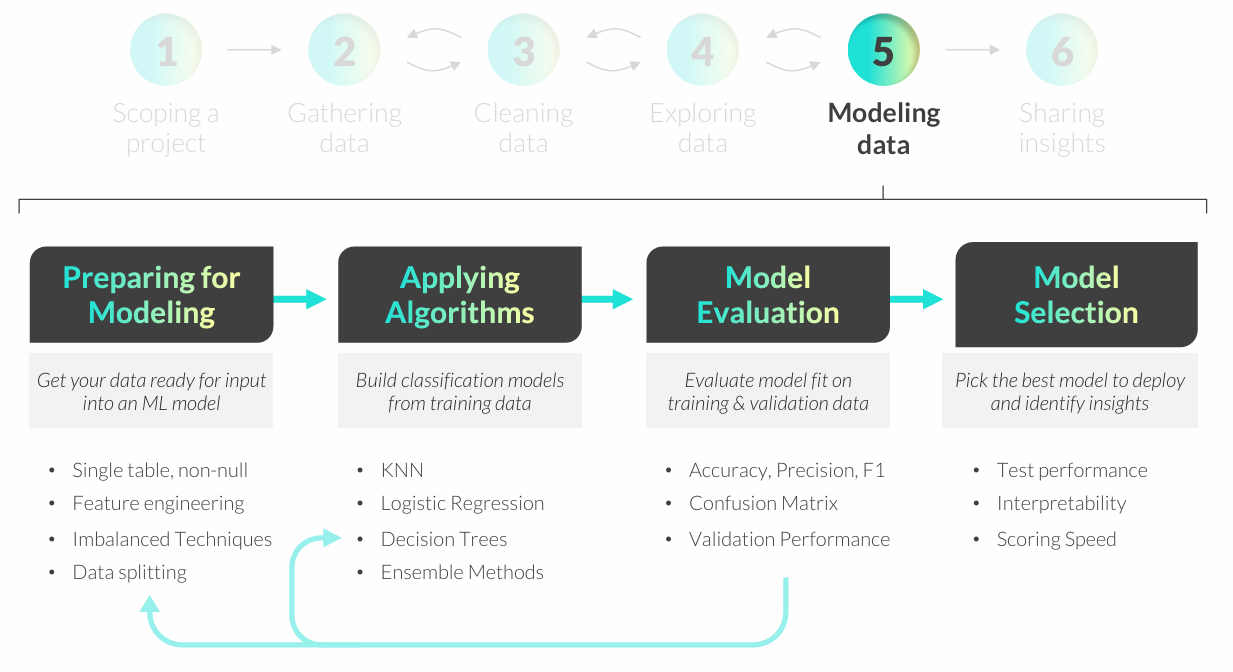 1
2
3
4
5
6
Scoping a
project
Gathering
data
Cleaning
data
Exploring
data
Modeling
data
Sharing
insights
Preparing for
Modeling
Get your data ready for input
into an ML model
• Single table, non-null
• Feature engineering
• Imbalanced Techniques
• Data splitting
Applying
Algorithms
Build classification models
from training data
• KNN
• Logistic Regression
• Decision Trees
• Ensemble Methods
Model
Evaluation
Evaluate model fit on
training & validation data
• Accuracy, Precision, F1
• Confusion Matrix
• Validation Performance
Model
Selection
Pick the best model to deploy
and identify insights
• Test performance
• Interpretability
• Scoring Speed